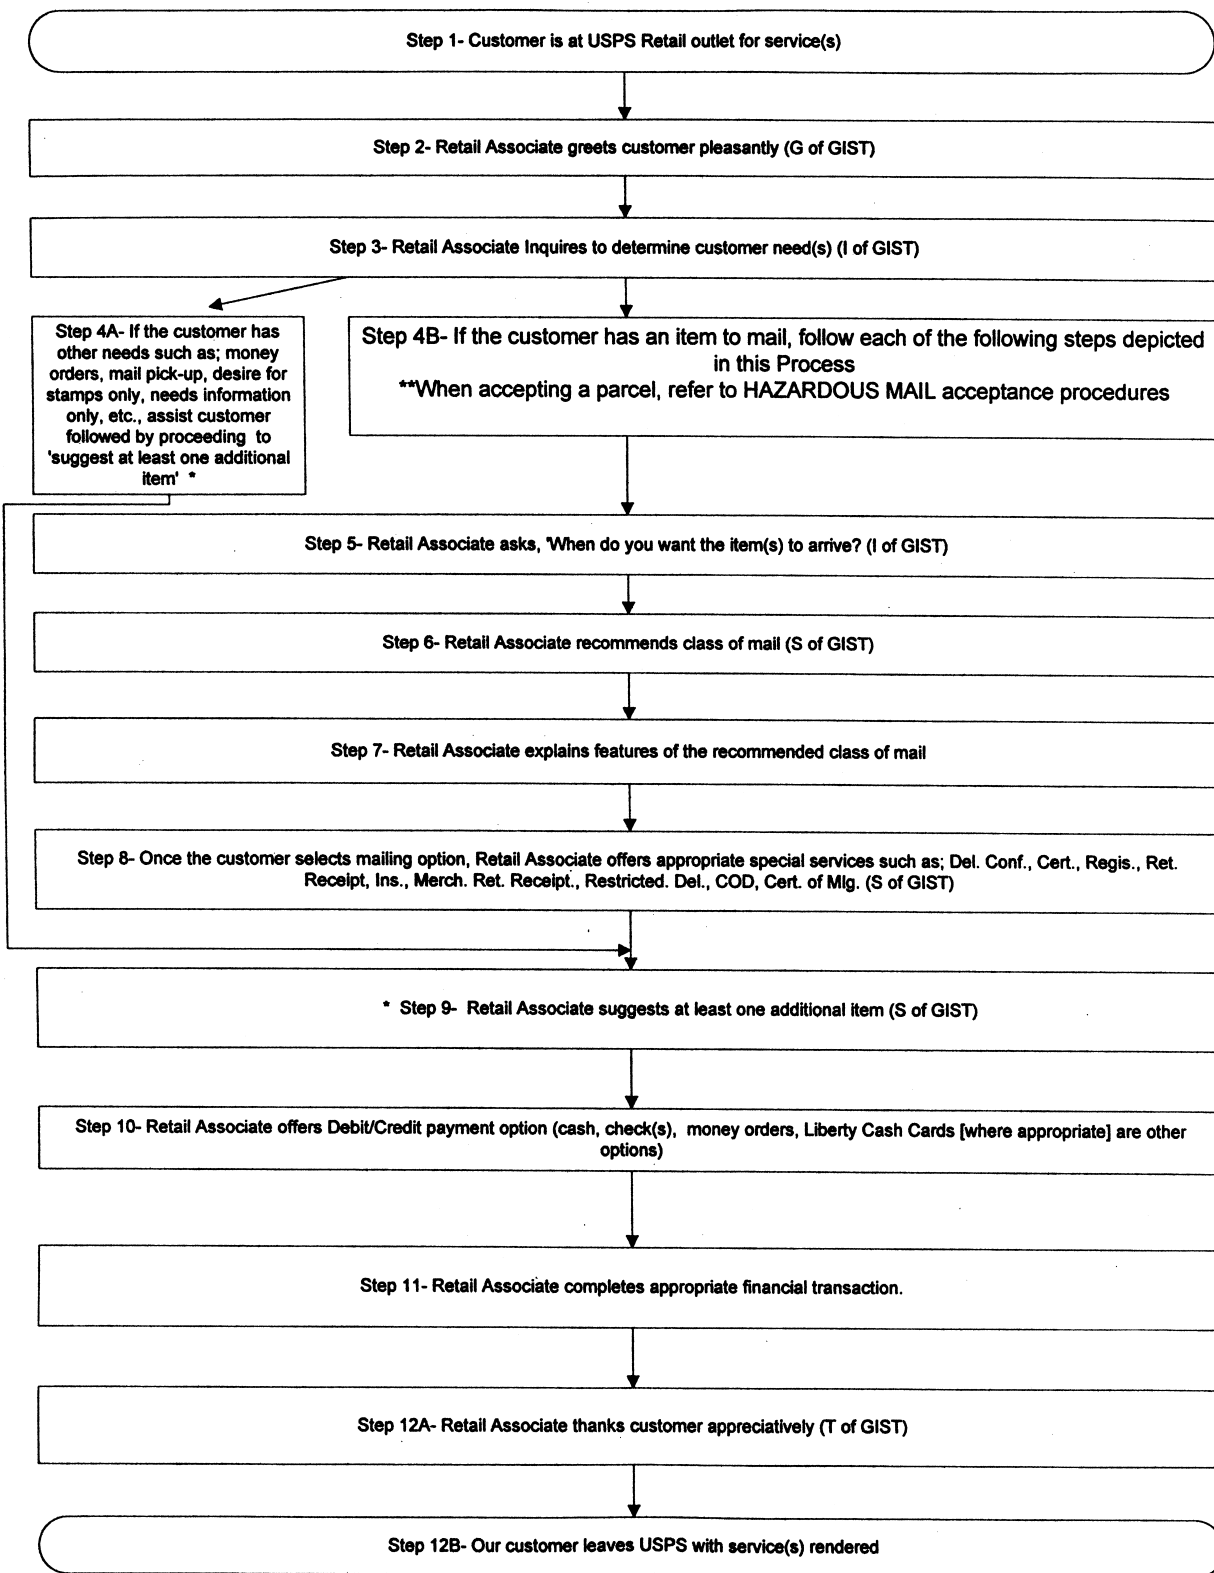 Step 1- Customer is at USPS Retail outlet for service(s)
Step 2- Retail Associate greets customer pleasantly (G of GIST)
Step 3- Retail Associate Inquires to determine customer need(s) (I of GIST)
Step 4A- If the customer has
other needs such as; money
orders, mail pick-up, desire for
stamps only, needs information
only, etc., assist customer
followed by proceeding to
'suggest at least one additional
item' *
Step 4B- If the customer has an item to mail, follow each of the following steps depicted
in this Process
**When accepting a parcel, refer to HAZARDOUS MAIL acceptance procedures
Step 5- Retail Associate asks, 'When do you want the item(s) to arrive? (I of GIST)
Step 6- Retail Associate recommends class of mail (S of GIST)
Step 7- Retail Associate explains features of the recommended class of mail
Step 8- Once the customer selects mailing option, Retail Associate offers appropriate special services such as; Del. Conf., Cert., Regis., Ret.
Receipt, Ins., Merch. Ret. Receipt., Restricted. Del., COD, Cert. of Mlg. (S of GIST)
* Step 9- Retail Associate suggests at least one additional item (S of GIST)
Step 10- Retail Associate offers Debit/Credit payment option (cash, check(s), money orders, Liberty Cash Cards [where appropriate] are other
options)
Step 11- Retail Associate completes appropriate financial transaction.
Step 12A- Retail Associate thanks customer appreciatively (T of GIST)
Step 12B- Our customer leaves USPS with service(s) rendered